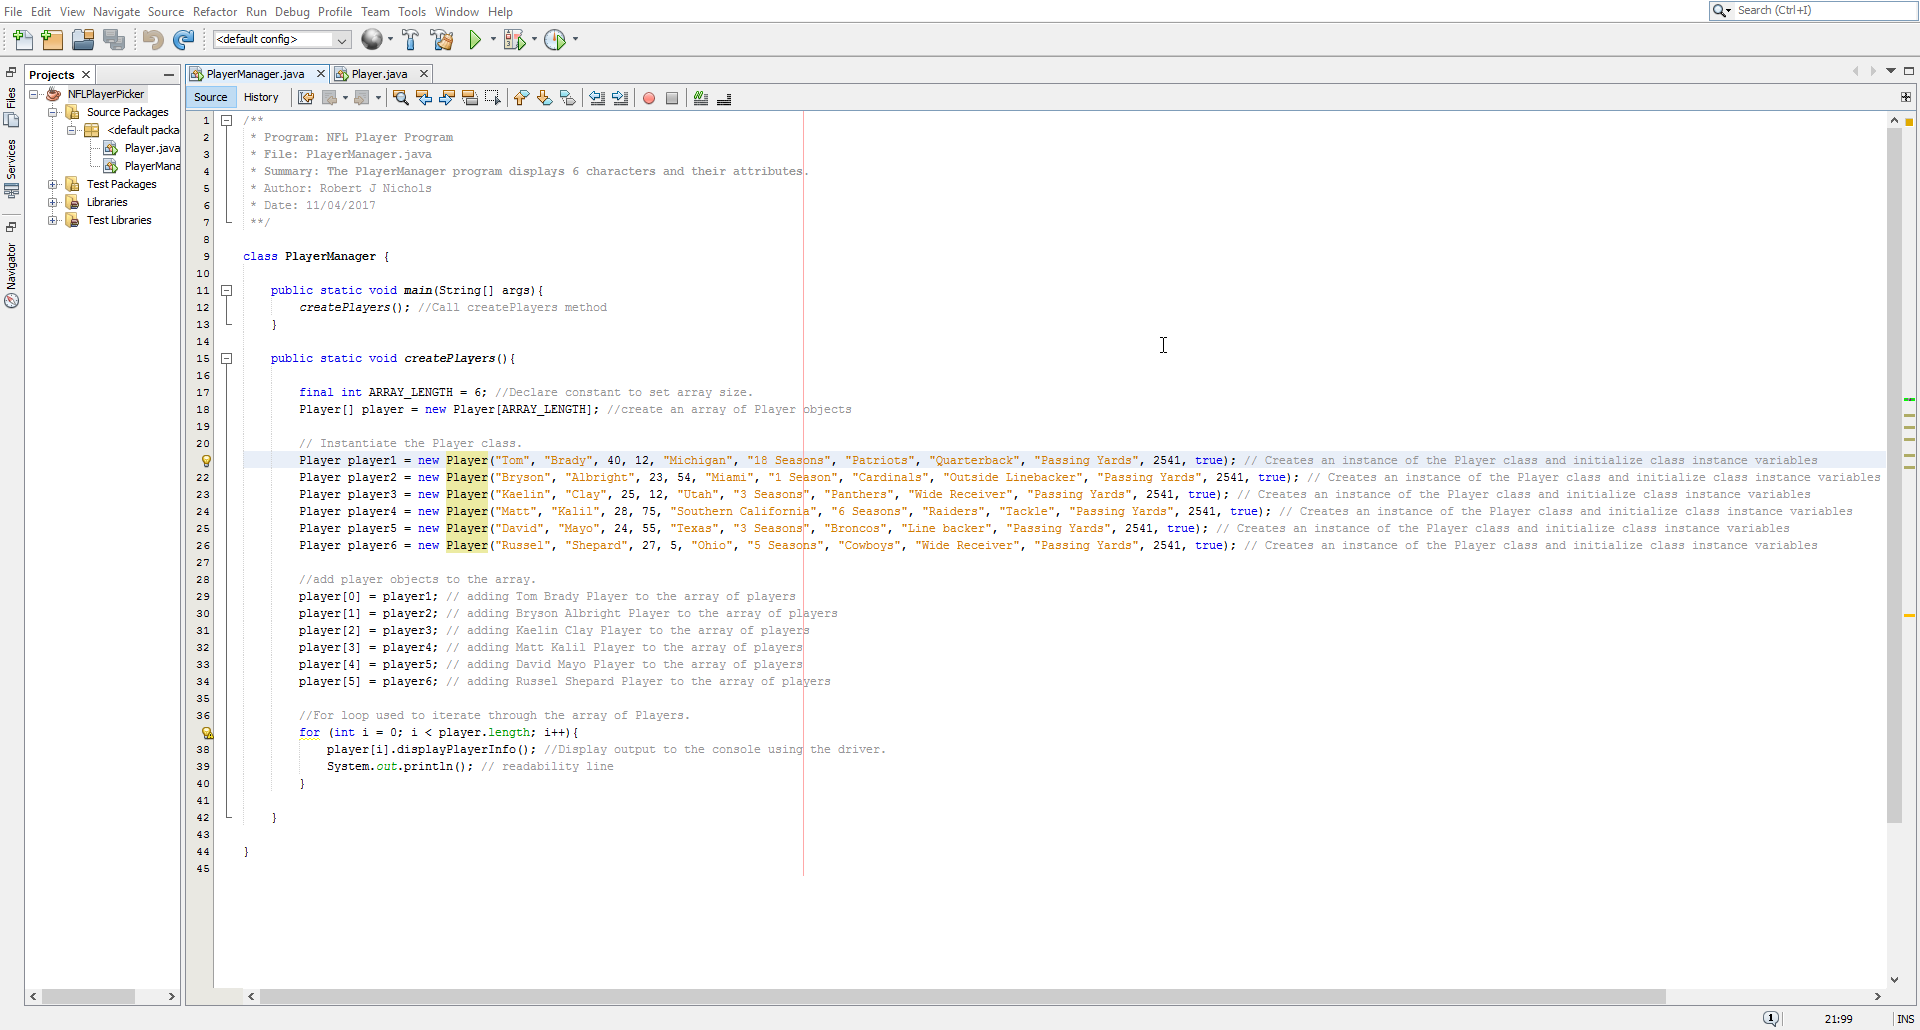 File Edit View Navigate Source Refactor Run Debug Profile Team Tools Window Help
Search (Ctrl+I)
<default config>
Files
Services
Navigator
Projects
NFLPlayerPicker
Source Packages
<default packa
Player.java
PlayerMana
Test Packages
Libraries
Test Libraries
PlayerManager.java
Player.java
Source History
1 /**
2 * Program: NFL Player Program
3 * File: PlayerManager.java
4 * Summary: The PlayerManager program displays 6 characters and their attributes.
5 * Author: Robert J Nichols
6 * Date: 11/04/2017
7 **/
8
9 class PlayerManager {
10
11 public static void main(String[] args){
12 createPlayers(); //Call createPlayers method
13 }
14
15 public static void createPlayers(){
16
17 final int ARRAY_LENGTH = 6; //Declare constant to set array size.
18 Player[] player = new Player[ARRAY_LENGTH]; //create an array of Player objects
19
20 // Instantiate the Player class.
Player player1 = new Player("Tom", "Brady", 40, 12, "Michigan", "18 Seasons", "Patriots", "Quarterback", "Passing Yards", 2541, true); // Creates an instance of the Player class and initialize class instance variables
22 Player player2 = new Player("Bryson", "Albright", 23, 54, "Miami", "1 Season", "Cardinals", "Outside Linebacker", "Passing Yards", 2541, true); // Creates an instance of the Player class and initialize class instance variables
23 Player player3 = new Player("Kaelin", "Clay", 25, 12, "Utah", "3 Seasons", "Panthers", "Wide Receiver", "Passing Yards", 2541, true); // Creates an instance of the Player class and initialize class instance variables
24 Player player4 = new Player("Matt", "Kalil", 28, 75, "Southern California", "6 Seasons", "Raiders", "Tackle", "Passing Yards", 2541, true); // Creates an instance of the Player class and initialize class instance variables
25 Player player5 = new Player("David", "Mayo", 24, 55, "Texas", "3 Seasons", "Broncos", "Line backer", "Passing Yards", 2541, true); // Creates an instance of the Player class and initialize class instance variables
26 Player player6 = new Player("Russel", "Shepard", 27, 5, "Ohio", "5 Seasons", "Cowboys", "Wide Receiver", "Passing Yards", 2541, true); // Creates an instance of the Player class and initialize class instance variables
27
28 //add player objects to the array.
29 player[0] = player1; // adding Tom Brady Player to the array of players
30 player[1] = player2; // adding Bryson Albright Player to the array of players
31 player[2] = player3; // adding Kaelin Clay Player to the array of players
32 player[3] = player4; // adding Matt Kalil Player to the array of players
33 player[4] = player5; // adding David Mayo Player to the array of players
34 player[5] = player6; // adding Russel Shepard Player to the array of players
35
36 //For loop used to iterate through the array of Players.
for (int i = 0; i < player.length; i++){
38 player[i].displayPlayerInfo(); //Display output to the console using the driver.
39 System.out.println(); // readability line
40 }
41
42 }
43
44 }
45
1 21:99 INS